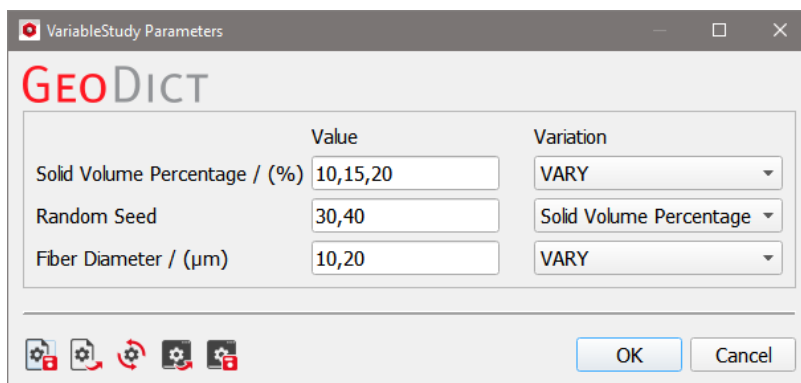 VariableStudy Parameters
GEODICT
Value Variation
Solid Volume Percentage / (%) 10,15,20 VARY
Random Seed 30,40 Solid Volume Percentage
Fiber Diameter / (µm) 10,20 VARY
OK Cancel